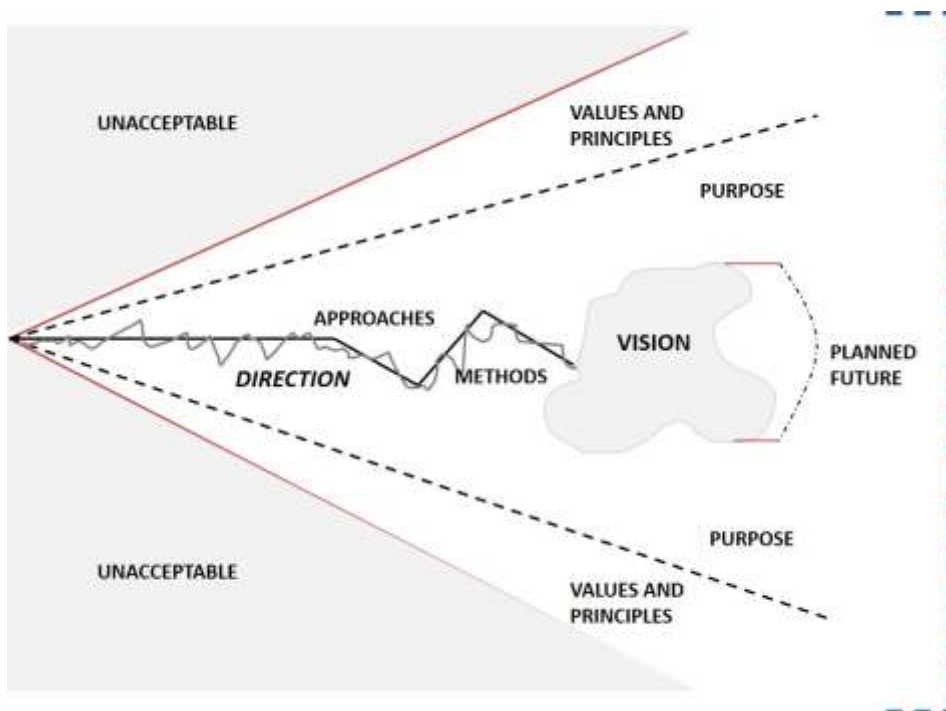 UNACCEPTABLE
VALUES AND
PRINCIPLES
PURPOSE
APPROACHES
VISION
DIRECTION
METHODS
PLANNED
FUTURE
PURPOSE
UNACCEPTABLE
VALUES AND
PRINCIPLES